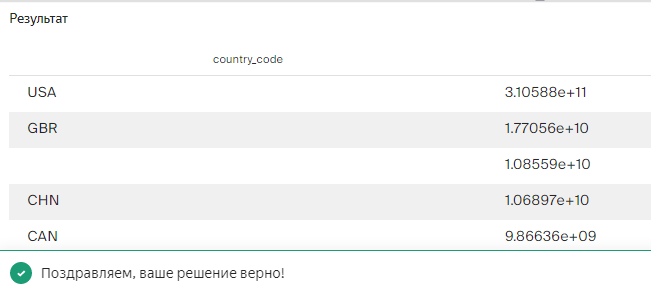 Результат
country_code
USA 3.10588e+11
GBR 1.77056e+10
1.08559e+10
CHN 1.06897e+10
CAN 9.86636e+09
Поздравляем, ваше решение верно!